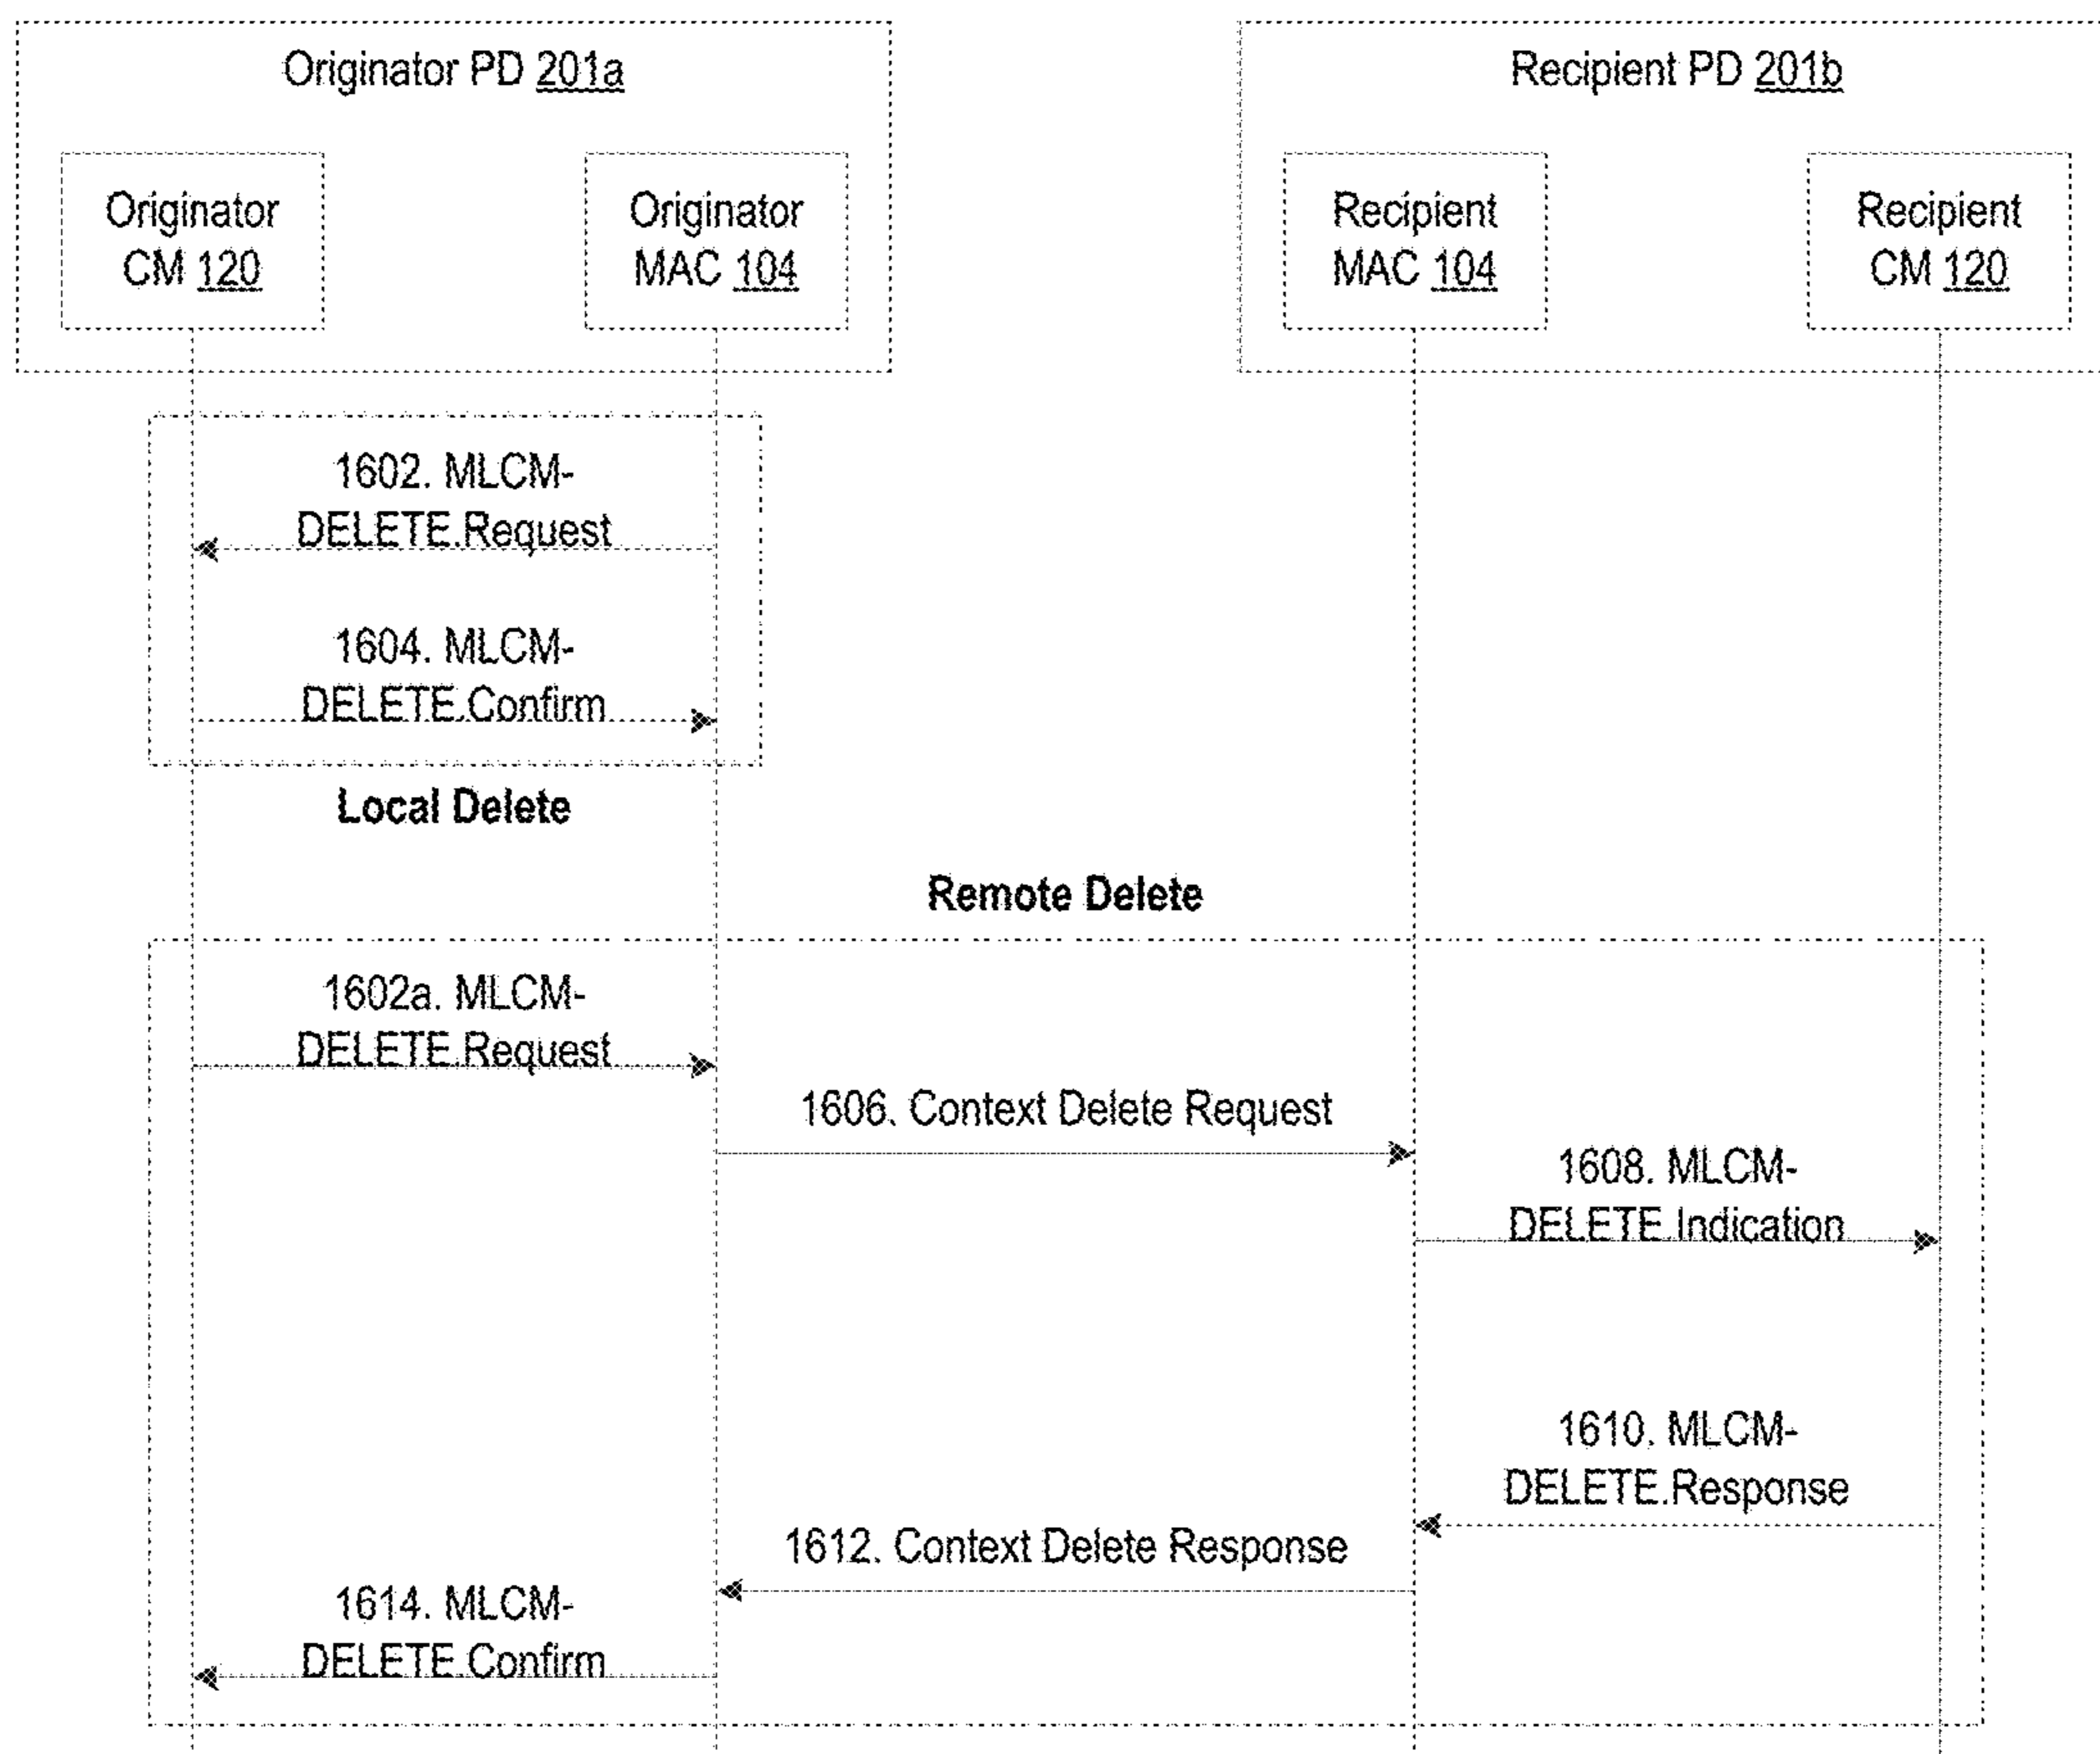 Originator PD 201a
Recipient PD 201b
Originator
CM 120
Originator
MAC 104
Recipient
MAC 104
Recipient
CM 120
1602. MLCM-
DELETE.Request
1604. MLCM-
DELETE.Confirm
Local Delete
Remote Delete
1602a. MLCM-
DELETE.Request
1606. Context Delete Request
1608. MLCM-
DELETE.Indication
1610. MLCM-
DELETE.Response
1612. Context Delete Response
1614. MLCM-
DELETE.Confirm